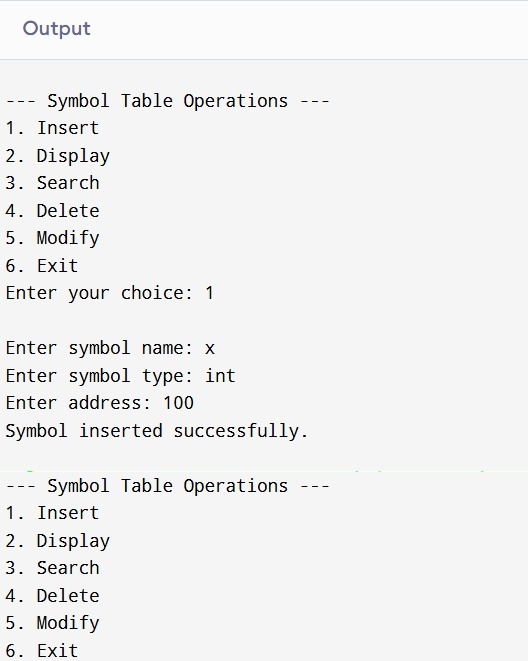 Output
--- Symbol Table Operations ---
1. Insert
2. Display
3. Search
4. Delete
5. Modify
6. Exit
Enter your choice: 1
Enter symbol name: x
Enter symbol type: int
Enter address: 100
Symbol inserted successfully.
--- Symbol Table Operations ---
1. Insert
2. Display
3. Search
4. Delete
5. Modify
6. Exit